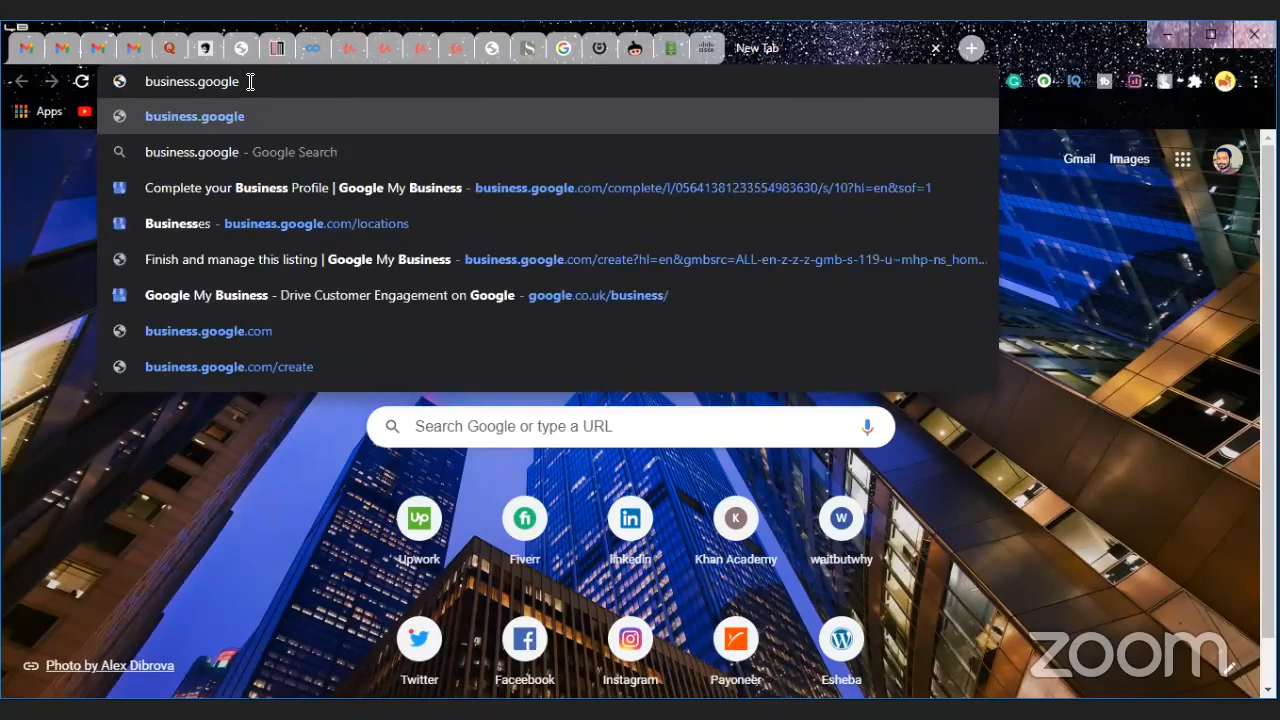 New Tab
business.google
Apps
business.google
business.google - Google Search
Complete your Business Profile | Google My Business - business.google.com/complete/l/05641381233554983630/s/10?hl=en&sof=1
Businesses - business.google.com/locations
Finish and manage this listing | Google My Business - business.google.com/create?hl=en&gmbsrc=ALL-en-z-z-z-gmb-s-119-u~mhp-ns_hom...
Google My Business - Drive Customer Engagement on Google - google.co.uk/business/
business.google.com
business.google.com/create
Gmail Images
Search Google or type a URL
Upwork Fiverr linkedin Khan Academy waitbutwhy
Twitter Faceebook Instagram Payoneer Esheba
Photo by Alex Dibrova
zoom